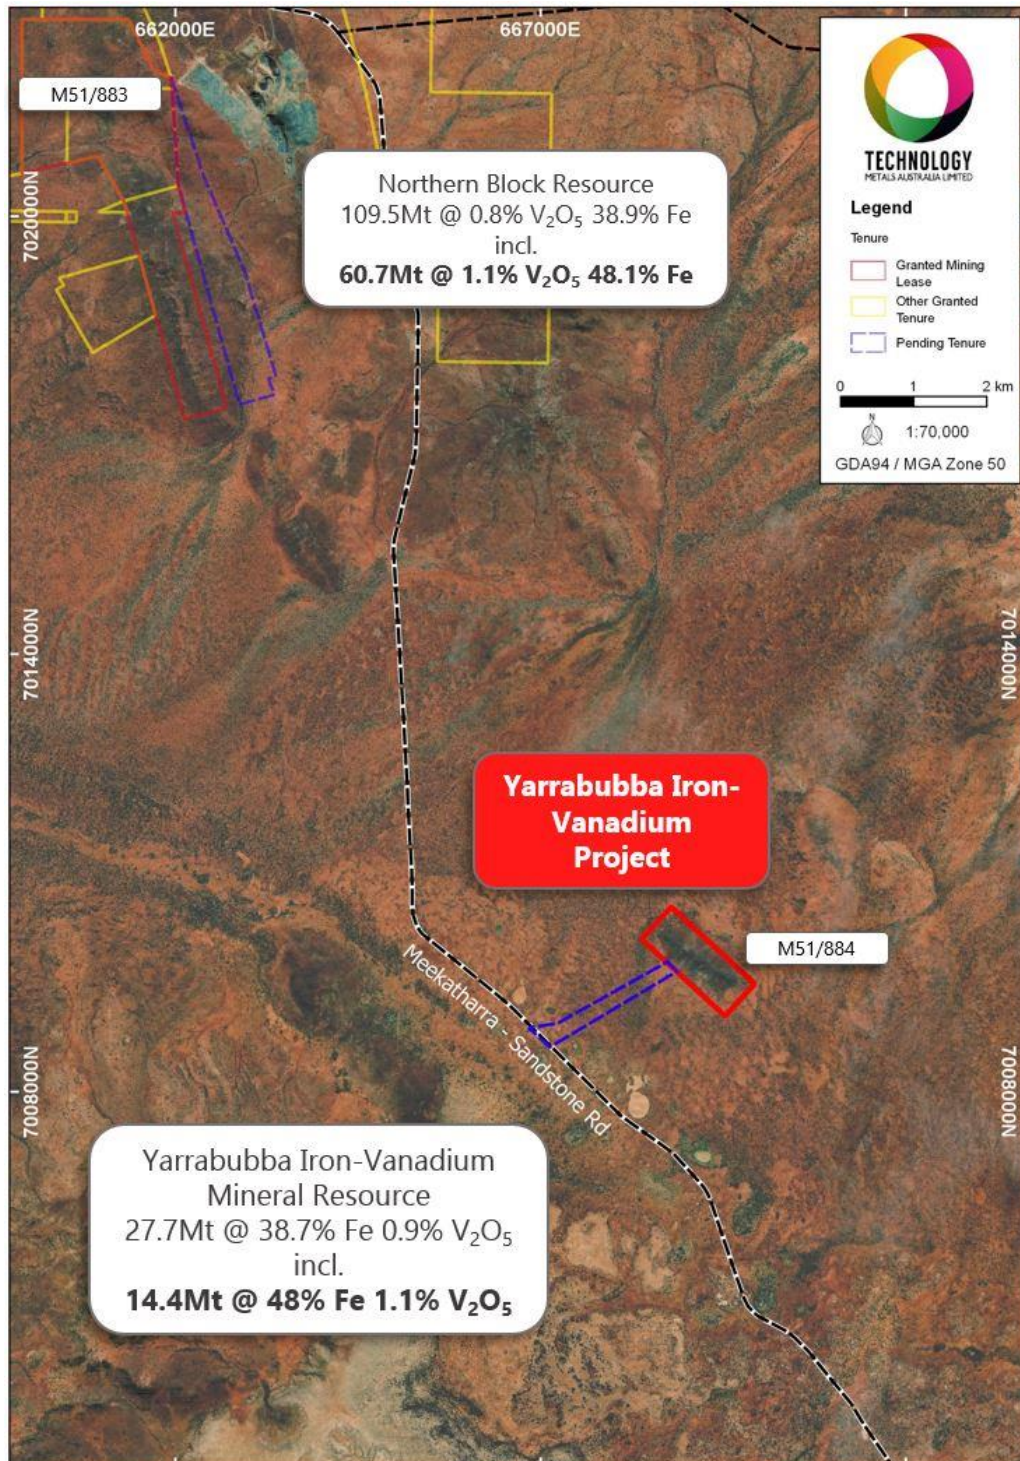 662000E
667000E
M51/883
TECHNOLOGY
METALS AUSTRALIA LIMITED
Legend
Tenure
Granted Mining
Lease
Other Granted
Tenure
Pending Tenure
0 1 2 km
N
1:70,000
GDA94 / MGA Zone 50
Northern Block Resource
109.5Mt @ 0.8% V₂O₅ 38.9% Fe
incl.
60.7Mt @ 1.1% V₂O₅ 48.1% Fe
7020000N
7014000N
7014000N
Yarrabubba Iron-
Vanadium
Project
M51/884
Meekatharra - Sandstone Rd
7008000N
7008000N
Yarrabubba Iron-Vanadium
Mineral Resource
27.7Mt @ 38.7% Fe 0.9% V₂O₅
incl.
14.4Mt @ 48% Fe 1.1% V₂O₅